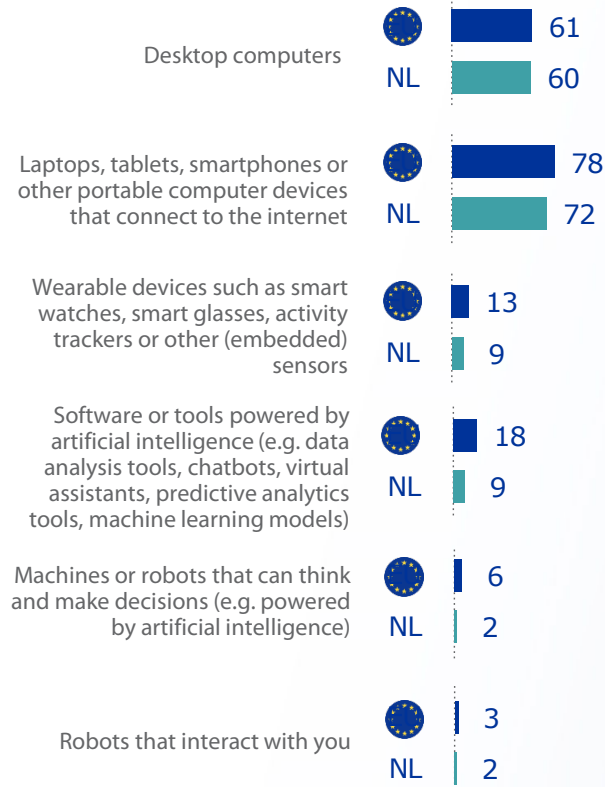 Desktop computers
61
NL 60
Laptops, tablets, smartphones or
other portable computer devices
that connect to the internet
78
NL 72
Wearable devices such as smart
watches, smart glasses, activity
trackers or other (embedded)
sensors
13
NL 9
Software or tools powered by
artificial intelligence (e.g. data
analysis tools, chatbots, virtual
assistants, predictive analytics
tools, machine learning models)
18
NL 9
Machines or robots that can think
and make decisions (e.g. powered
by artificial intelligence)
6
NL 2
Robots that interact with you
3
NL 2